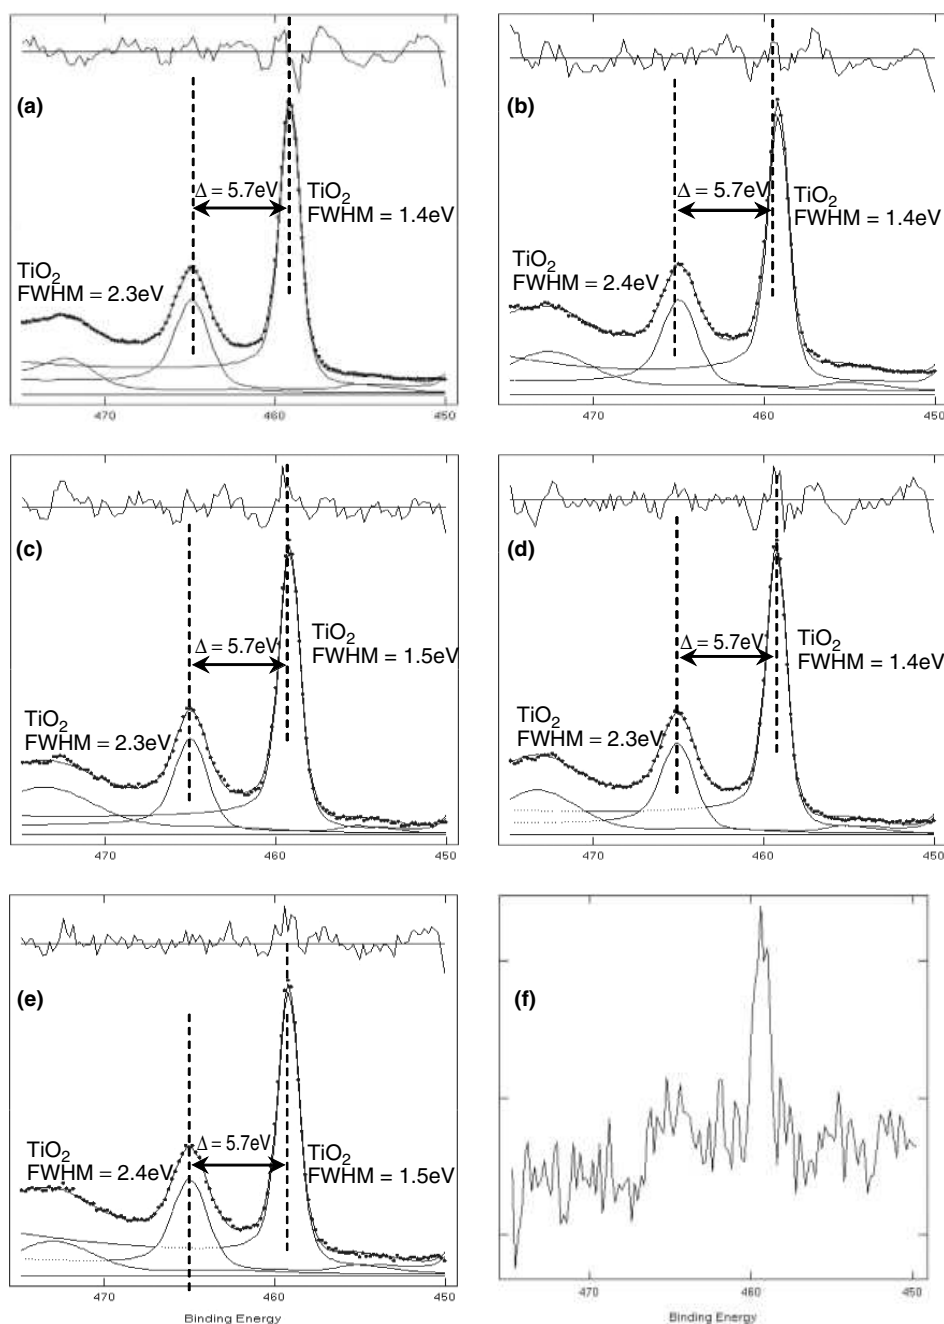 (a)
Δ = 5.7eV
TiO2
FWHM = 1.4eV
TiO2
FWHM = 2.3eV
470
460
450
(b)
Δ = 5.7eV
TiO2
FWHM = 1.4eV
TiO2
FWHM = 2.4eV
470
460
450
(c)
Δ = 5.7eV
TiO2
FWHM = 1.5eV
TiO2
FWHM = 2.3eV
470
460
450
(d)
Δ = 5.7eV
TiO2
FWHM = 1.4eV
TiO2
FWHM = 2.3eV
470
460
450
(e)
Δ = 5.7eV
TiO2
FWHM = 2.4eV
TiO2
FWHM = 1.5eV
470
460
450
Binding Energy
(f)
470
460
450
Binding Energy